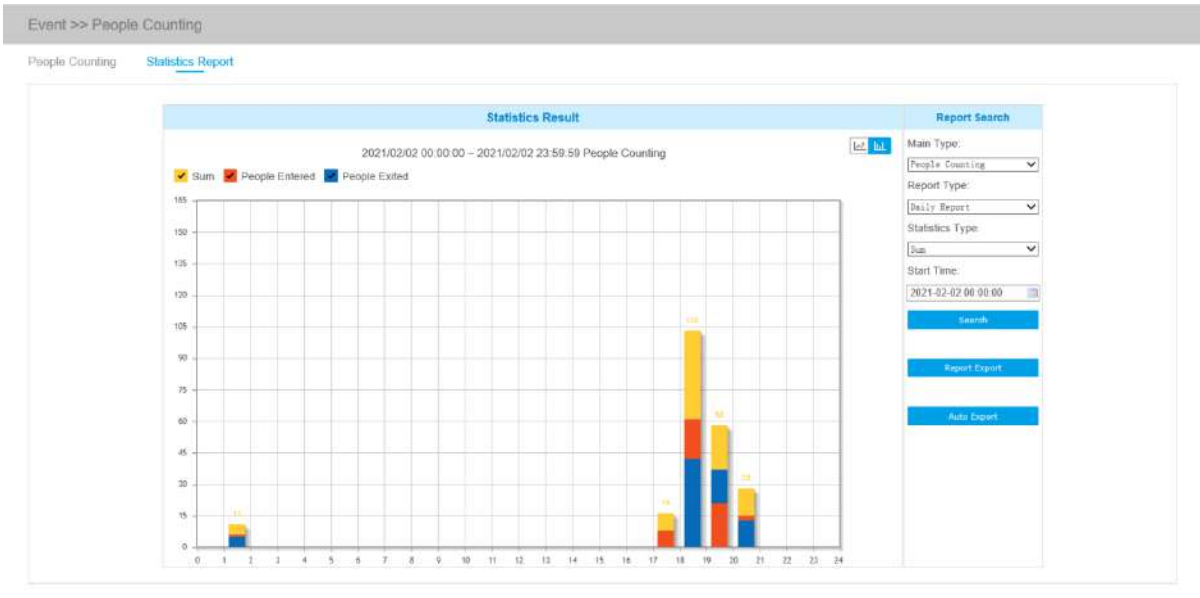 Event >> People Counting
People Counting Statistics Report
Statistics Result
2021/02/02 00:00:00 – 2021/02/02 23:59:59 People Counting
Sum People Entered People Exited
165
150
135
120
105
90
75
60
45
30
15
0
0 1 2 3 4 5 6 7 8 9 10 11 12 13 14 15 16 17 18 19 20 21 22 23 24
11
16
58
28
Report Search
Main Type:
People Counting
Report Type:
Daily Report
Statistics Type:
Sum
Start Time:
2021-02-02 00:00:00
Search
Report Export
Auto Export